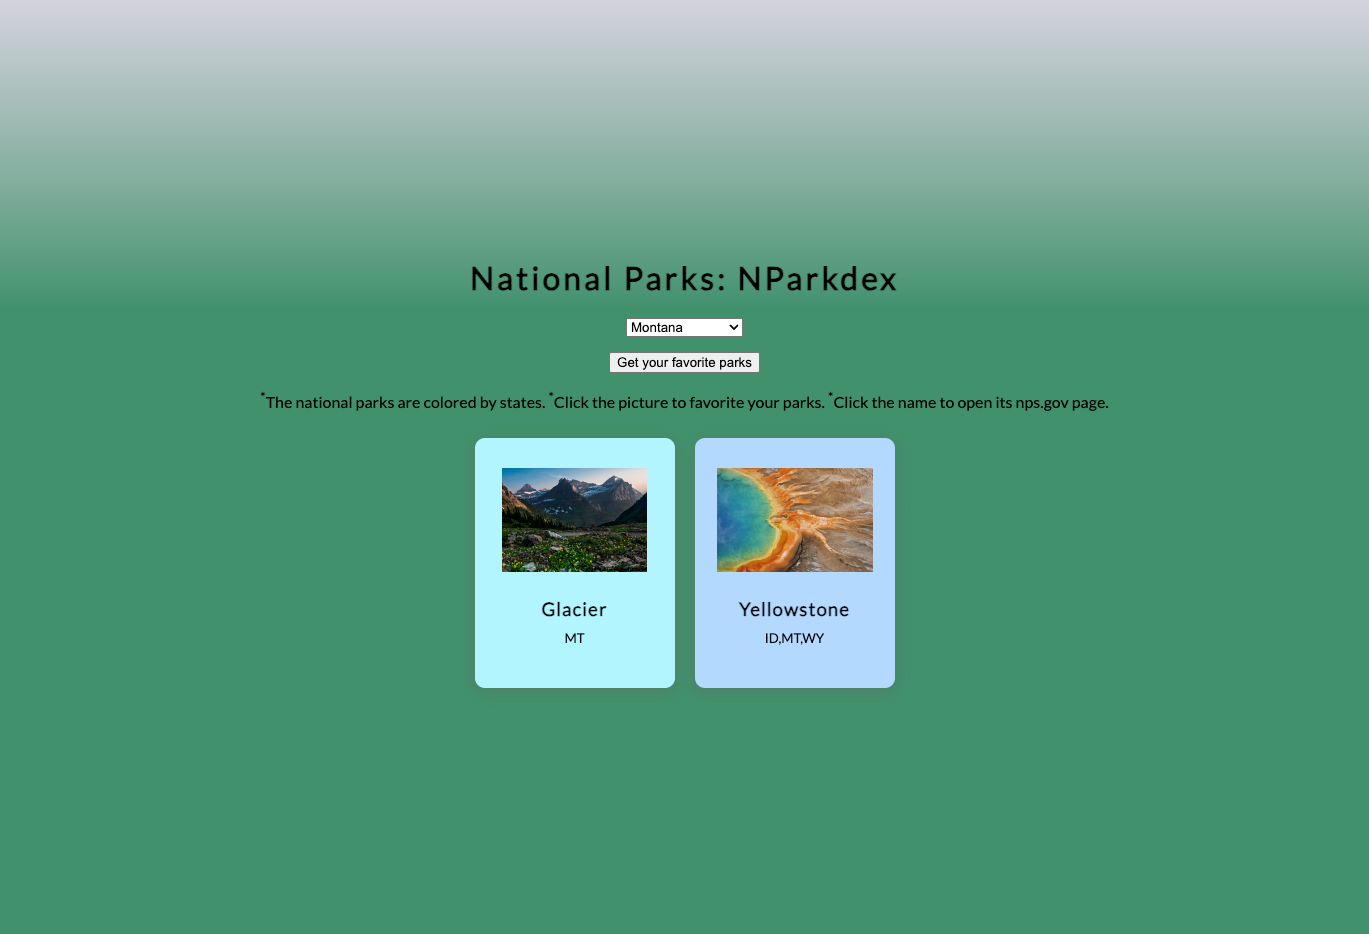 National Parks: NParkdex
Montana
Get your favorite parks
*The national parks are colored by states. *Click the picture to favorite your parks. *Click the name to open its nps.gov page.
Glacier
MT
Yellowstone
ID,MT,WY